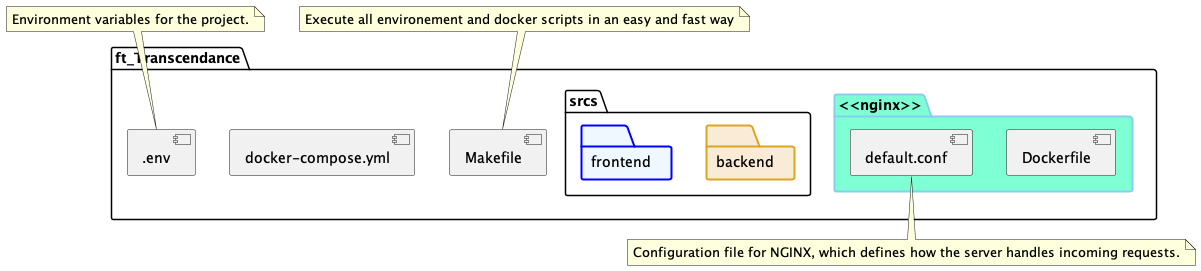 Environment variables for the project.
Execute all environement and docker scripts in an easy and fast way
ft_Transcendance
srcs
<<nginx>>
.env
docker-compose.yml
Makefile
frontend
backend
default.conf
Dockerfile
Configuration file for NGINX, which defines how the server handles incoming requests.